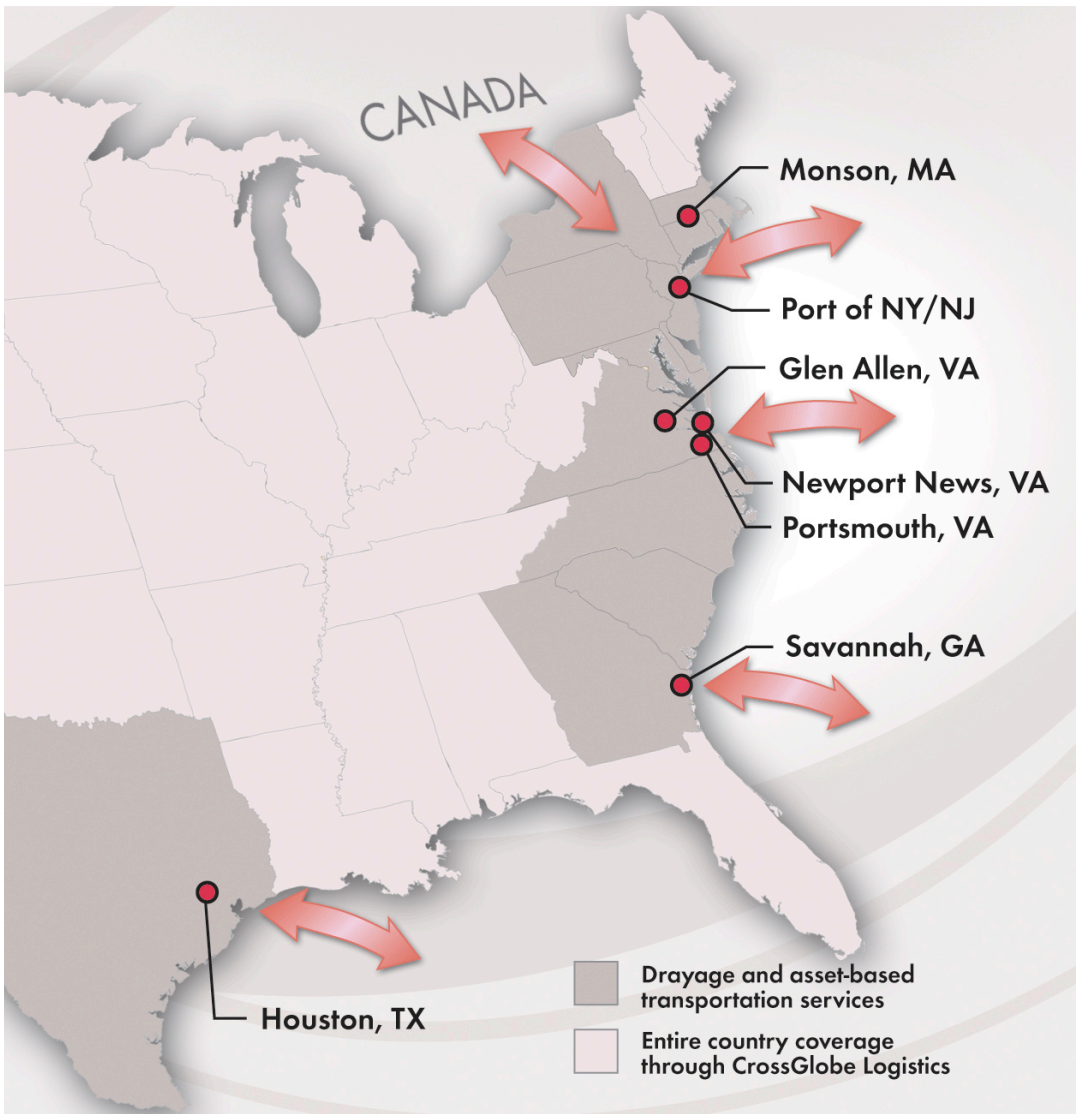 CANADA
Monson, MA
Port of NY/NJ
Glen Allen, VA
Newport News, VA
Portsmouth, VA
Savannah, GA
Houston, TX
Drayage and asset-based
transportation services
Entire country coverage
through CrossGlobe Logistics